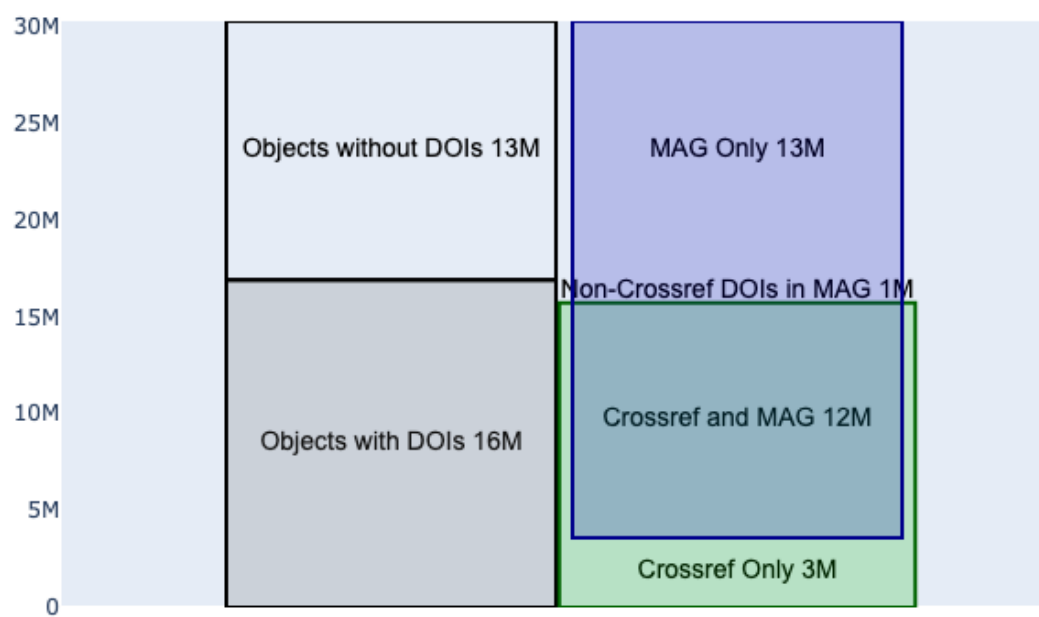 30M
25M
20M
15M
10M
5M
0
Objects without DOIs 13M
Objects with DOIs 16M
MAG Only 13M
Non-Crossref DOIs in MAG 1M
Crossref and MAG 12M
Crossref Only 3M